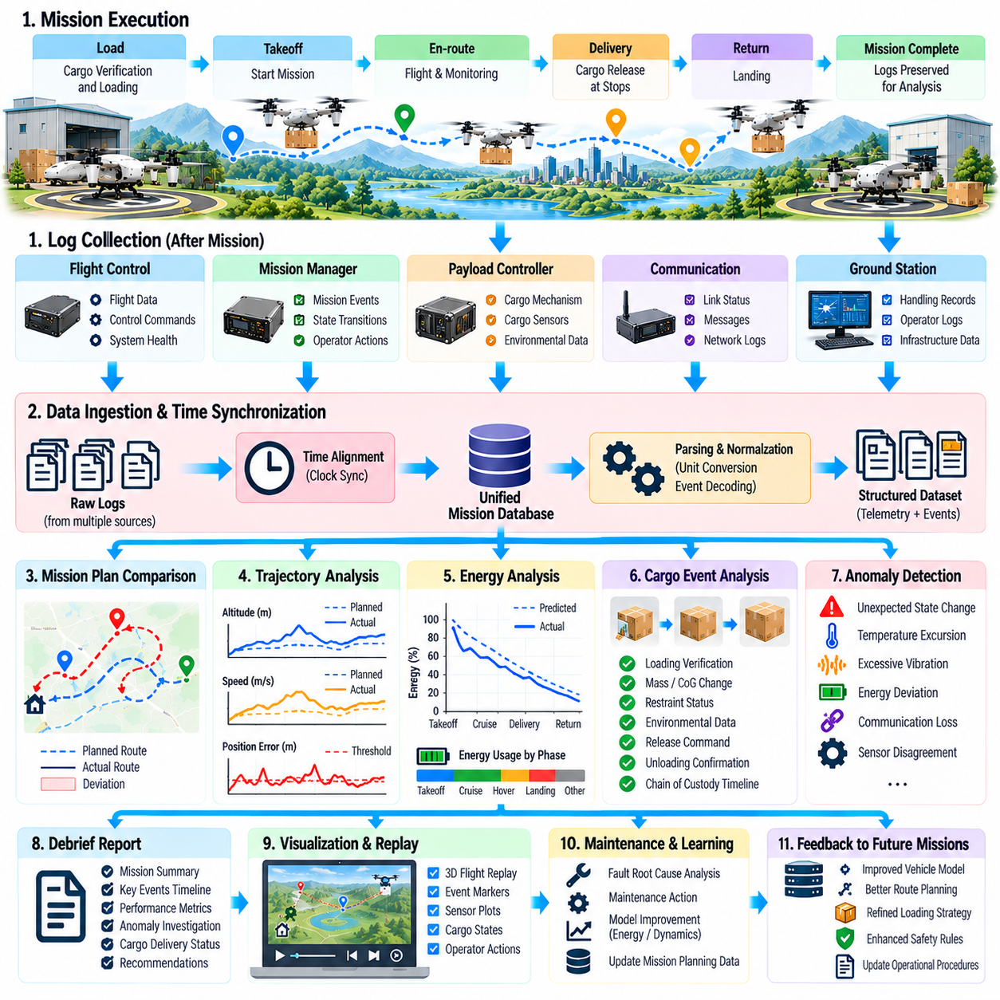 1. Mission Execution
Load
Cargo Verification
and Loading
Takeoff
Start Mission
En-route
Flight & Monitoring
Delivery
Cargo Release
at Stops
Return
Landing
Mission Complete
Logs Preserved
for Analysis
1. Log Collection (After Mission)
Flight Control
Flight Data
Control Commands
System Health
Mission Manager
Mission Events
State Transitions
Operator Actions
Payload Controller
Cargo Mechanism
Cargo Sensors
Environmental Data
Communication
Link Status
Messages
Network Logs
Ground Station
Handling Records
Operator Logs
Infrastructure Data
2. Data Ingestion & Time Synchronization
Raw Logs
(from multiple sources)
Time Alignment
(Clock Sync)
Unified
Mission Database
Parsing & Normalzation
(Unit Conversion
Event Decoding)
Structured Dataset
(Telemetry + Events)
3. Mission Plan Comparison
Planned Route
Actual Route
Deviation
4. Trajectory Analysis
Altitude (m)
Planned
Actual
Speed (m/s)
Planned
Actual
Position Error (m)
Threshold
5. Energy Analysis
Predicted
Actual
Enregy (%)
100
80
60
40
20
0
Takeoff Cruise Delivery Return
Energy Usage by Phase
Takeoff Cruise Hover Landing Other
6. Cargo Event Analysis
Loading Verification
Mass / CoG Change
Restraint Status
Environmental Data
Release Command
Unloading Confirmation
Chain of Custody Timeline
7. Anomaly Detection
Unexpected State Change
Temperature Excursion
Excessive Vibration
Energy Deviation
Communication Loss
Sensor Disagreement
...
8. Debrief Report
Mission Summary
Key Events Timeline
Performance Metrics
Anomaly Investigation
Cargo Delivery Status
Recommendations
9. Visualization & Replay
3D Flight Replay
Event Markers
Sensor Plots
Cargo States
Operator Actions
10. Maintenance & Learning
Fault Root Cause Analysis
Maintenance Action
Model Improvement
(Energy / Dynamics)
Update Mission Planning Data
11. Feedback to Future Missions
Improved Vehicle Model
Better Route Planning
Refined Loading Strategy
Enhanced Safety Rules
Update Operational Procedures